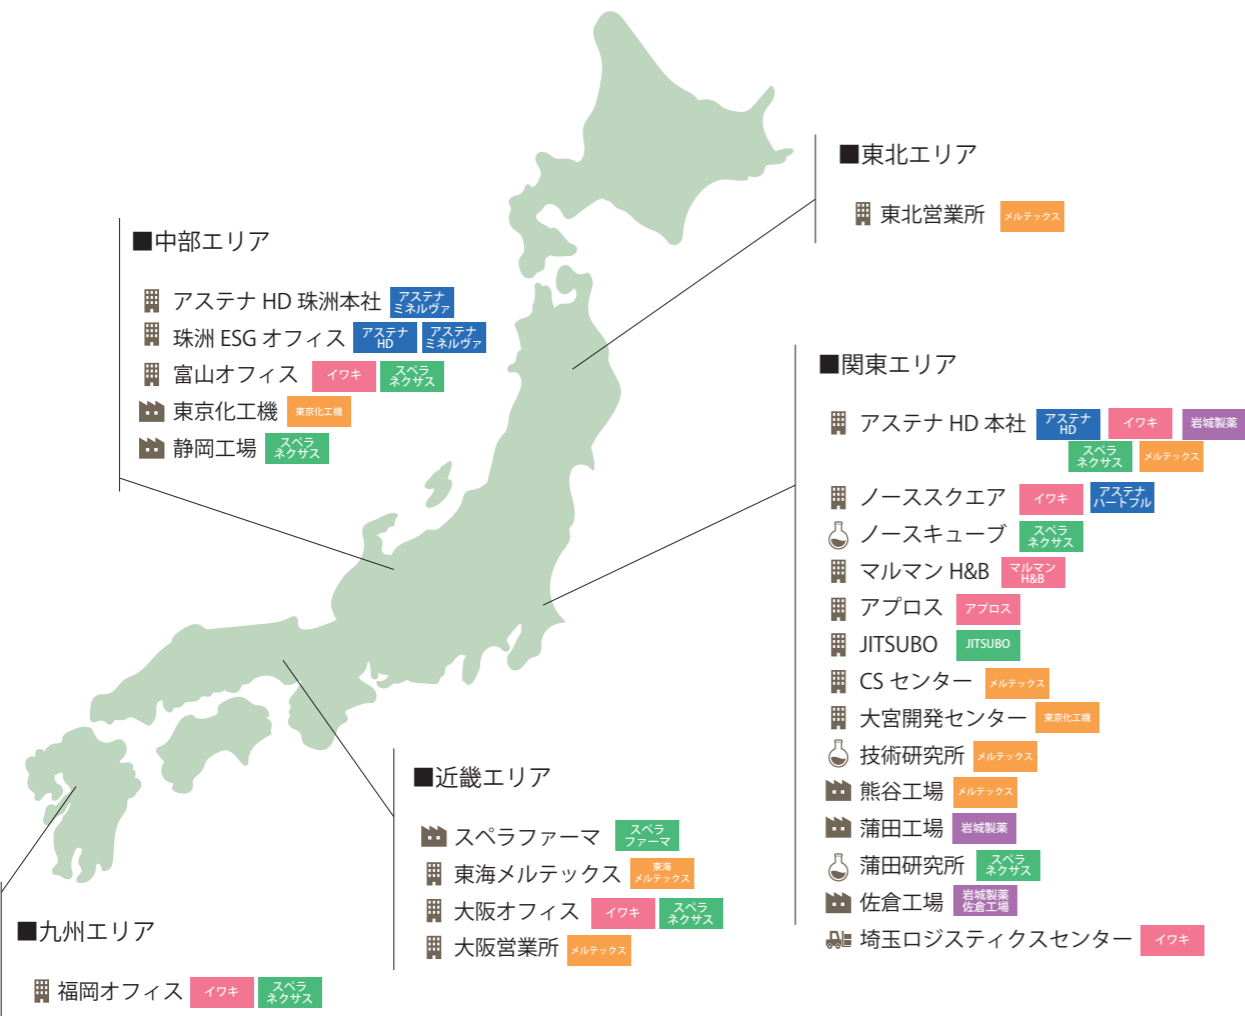 ■東北エリア
東北営業所 メルテックス
■中部エリア
アステナ HD 珠洲本社 アステナ
ミネルヴァ
珠洲 ESG オフィス アステナ
HD アステナ
ミネルヴァ
富山オフィス イワキ スペラ
ネクサス
東京化工機 東京化工機
静岡工場 スペラ
ネクサス
■関東エリア
アステナ HD 本社 アステナ
HD イワキ 岩城製薬
スペラ
ネクサス メルテックス
ノーススクエア イワキ アステナ
ハートフル
ノースキューブ スペラ
ネクサス
マルマン H&B マルマン
H&B
アプロス アプロス
JITSUBO JITSUBO
CS センター メルテックス
大宮開発センター 東京化工機
技術研究所 メルテックス
熊谷工場 メルテックス
蒲田工場 岩城製薬
蒲田研究所 スペラ
ネクサス
佐倉工場 岩城製薬
佐倉工場
埼玉ロジスティクスセンター イワキ
■近畿エリア
スペラファーマ スペラ
ファーマ
東海メルテックス 東海
メルテックス
大阪オフィス イワキ スペラ
ネクサス
大阪営業所 メルテックス
■九州エリア
福岡オフィス イワキ スペラ
ネクサス